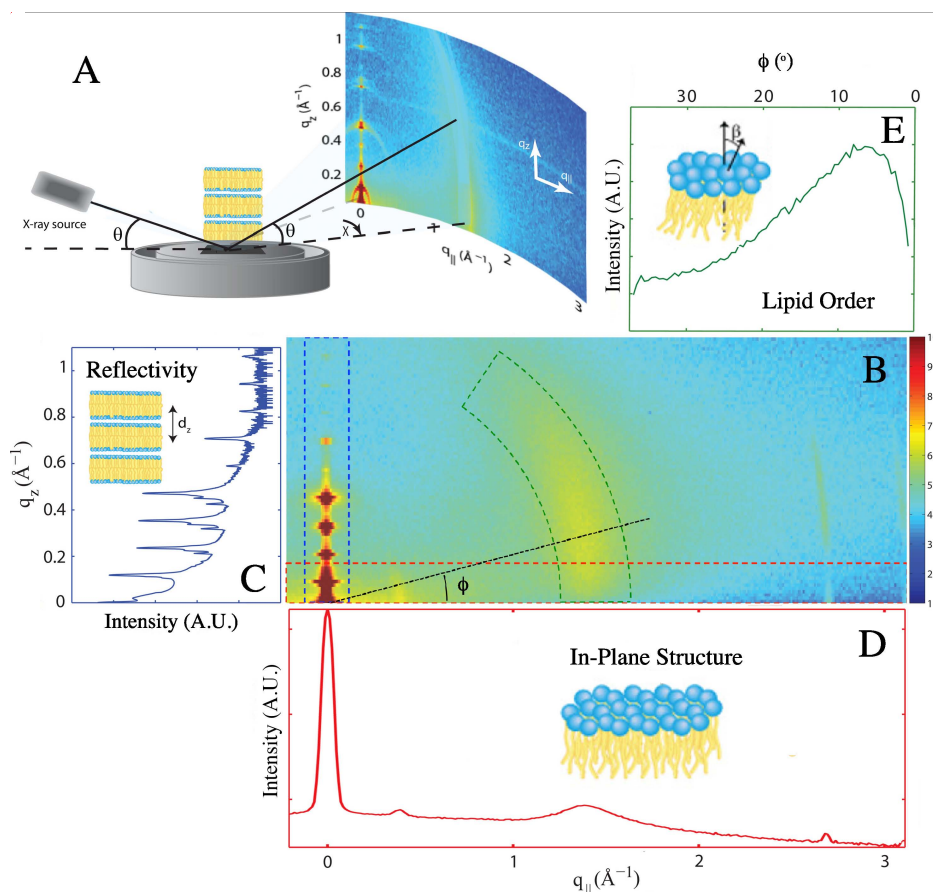 A
1
0.8
0.6
0.4
0.2
0
q_z (Å⁻¹)
q_z
q_||
X-ray source
θ
θ
χ
0
1
2
3
q_|| (Å⁻¹)
ϕ (º)
30
20
10
0
E
β
Intensity (A.U.)
Lipid Order
1
0.8
0.6
0.4
0.2
0
q_z (Å⁻¹)
Reflectivity
d_z
C
Intensity (A.U.)
B
ϕ
1
9
8
7
6
5
4
3
2
1
D
In-Plane Structure
Intensity (A.U.)
0
1
2
3
q_|| (Å⁻¹)